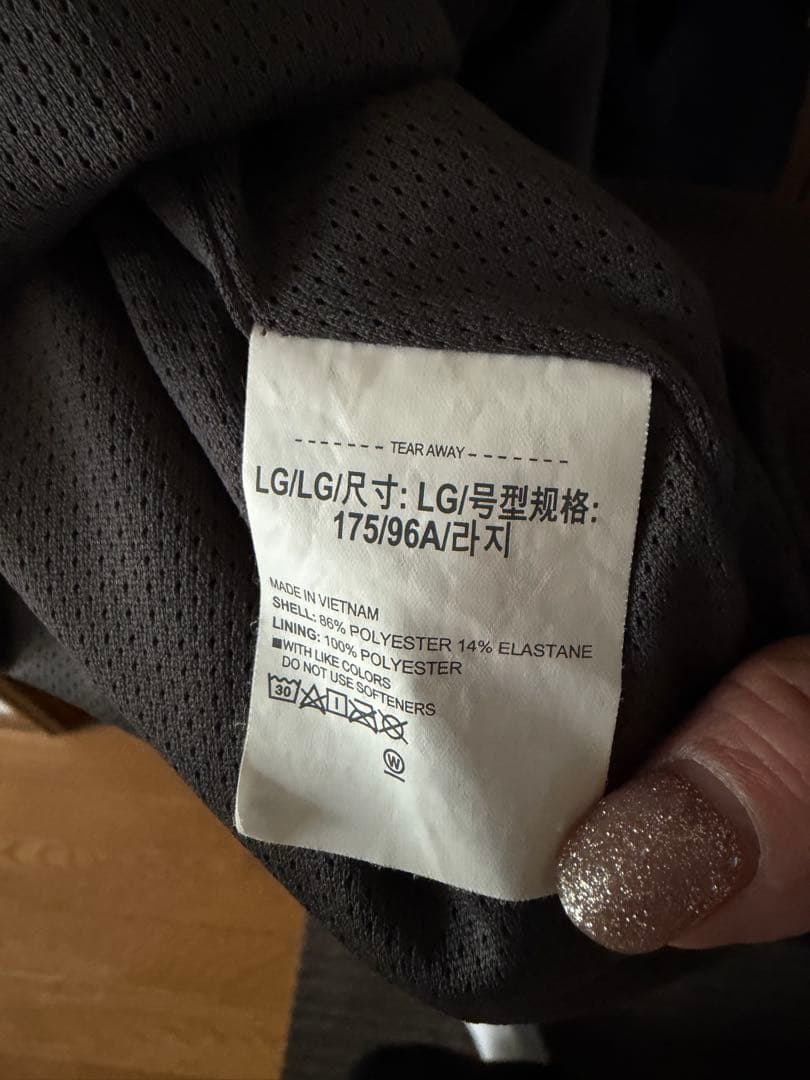 ------- TEAR AWAY -------
LG/LG/尺寸: LG/号型规格:
175/96A/라지
MADE IN VIETNAM
SHELL: 86% POLYESTER 14% ELASTANE
LINING: 100% POLYESTER
■WITH LIKE COLORS
DO NOT USE SOFTENERS
30
W